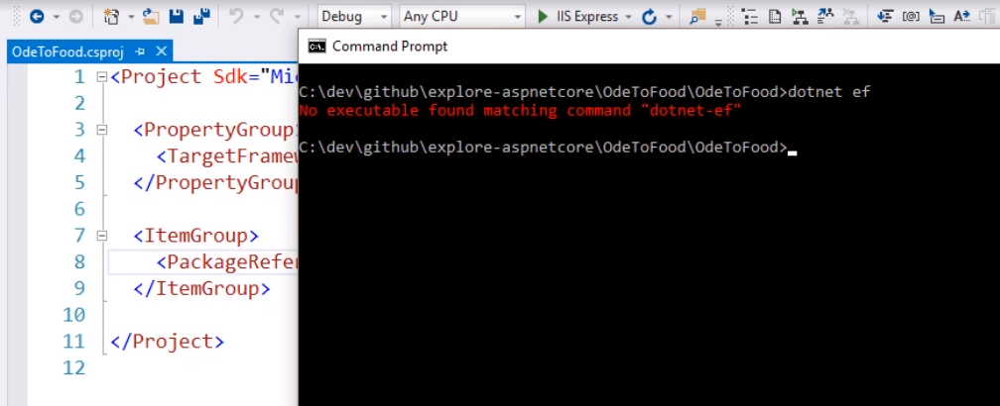 Debug
Any CPU
IIS Express
OdeToFood.csproj
Command Prompt
1 <Project Sdk="Mi
2
3 <PropertyGroup>
4 <TargetFramew
5 </PropertyGroup
6
7 <ItemGroup>
8 <PackageRefer
9 </ItemGroup>
10
11 </Project>
12
C:\dev\github\explore-aspnetcore\OdeToFood\OdeToFood>dotnet ef
No executable found matching command "dotnet-ef"
C:\dev\github\explore-aspnetcore\OdeToFood\OdeToFood>